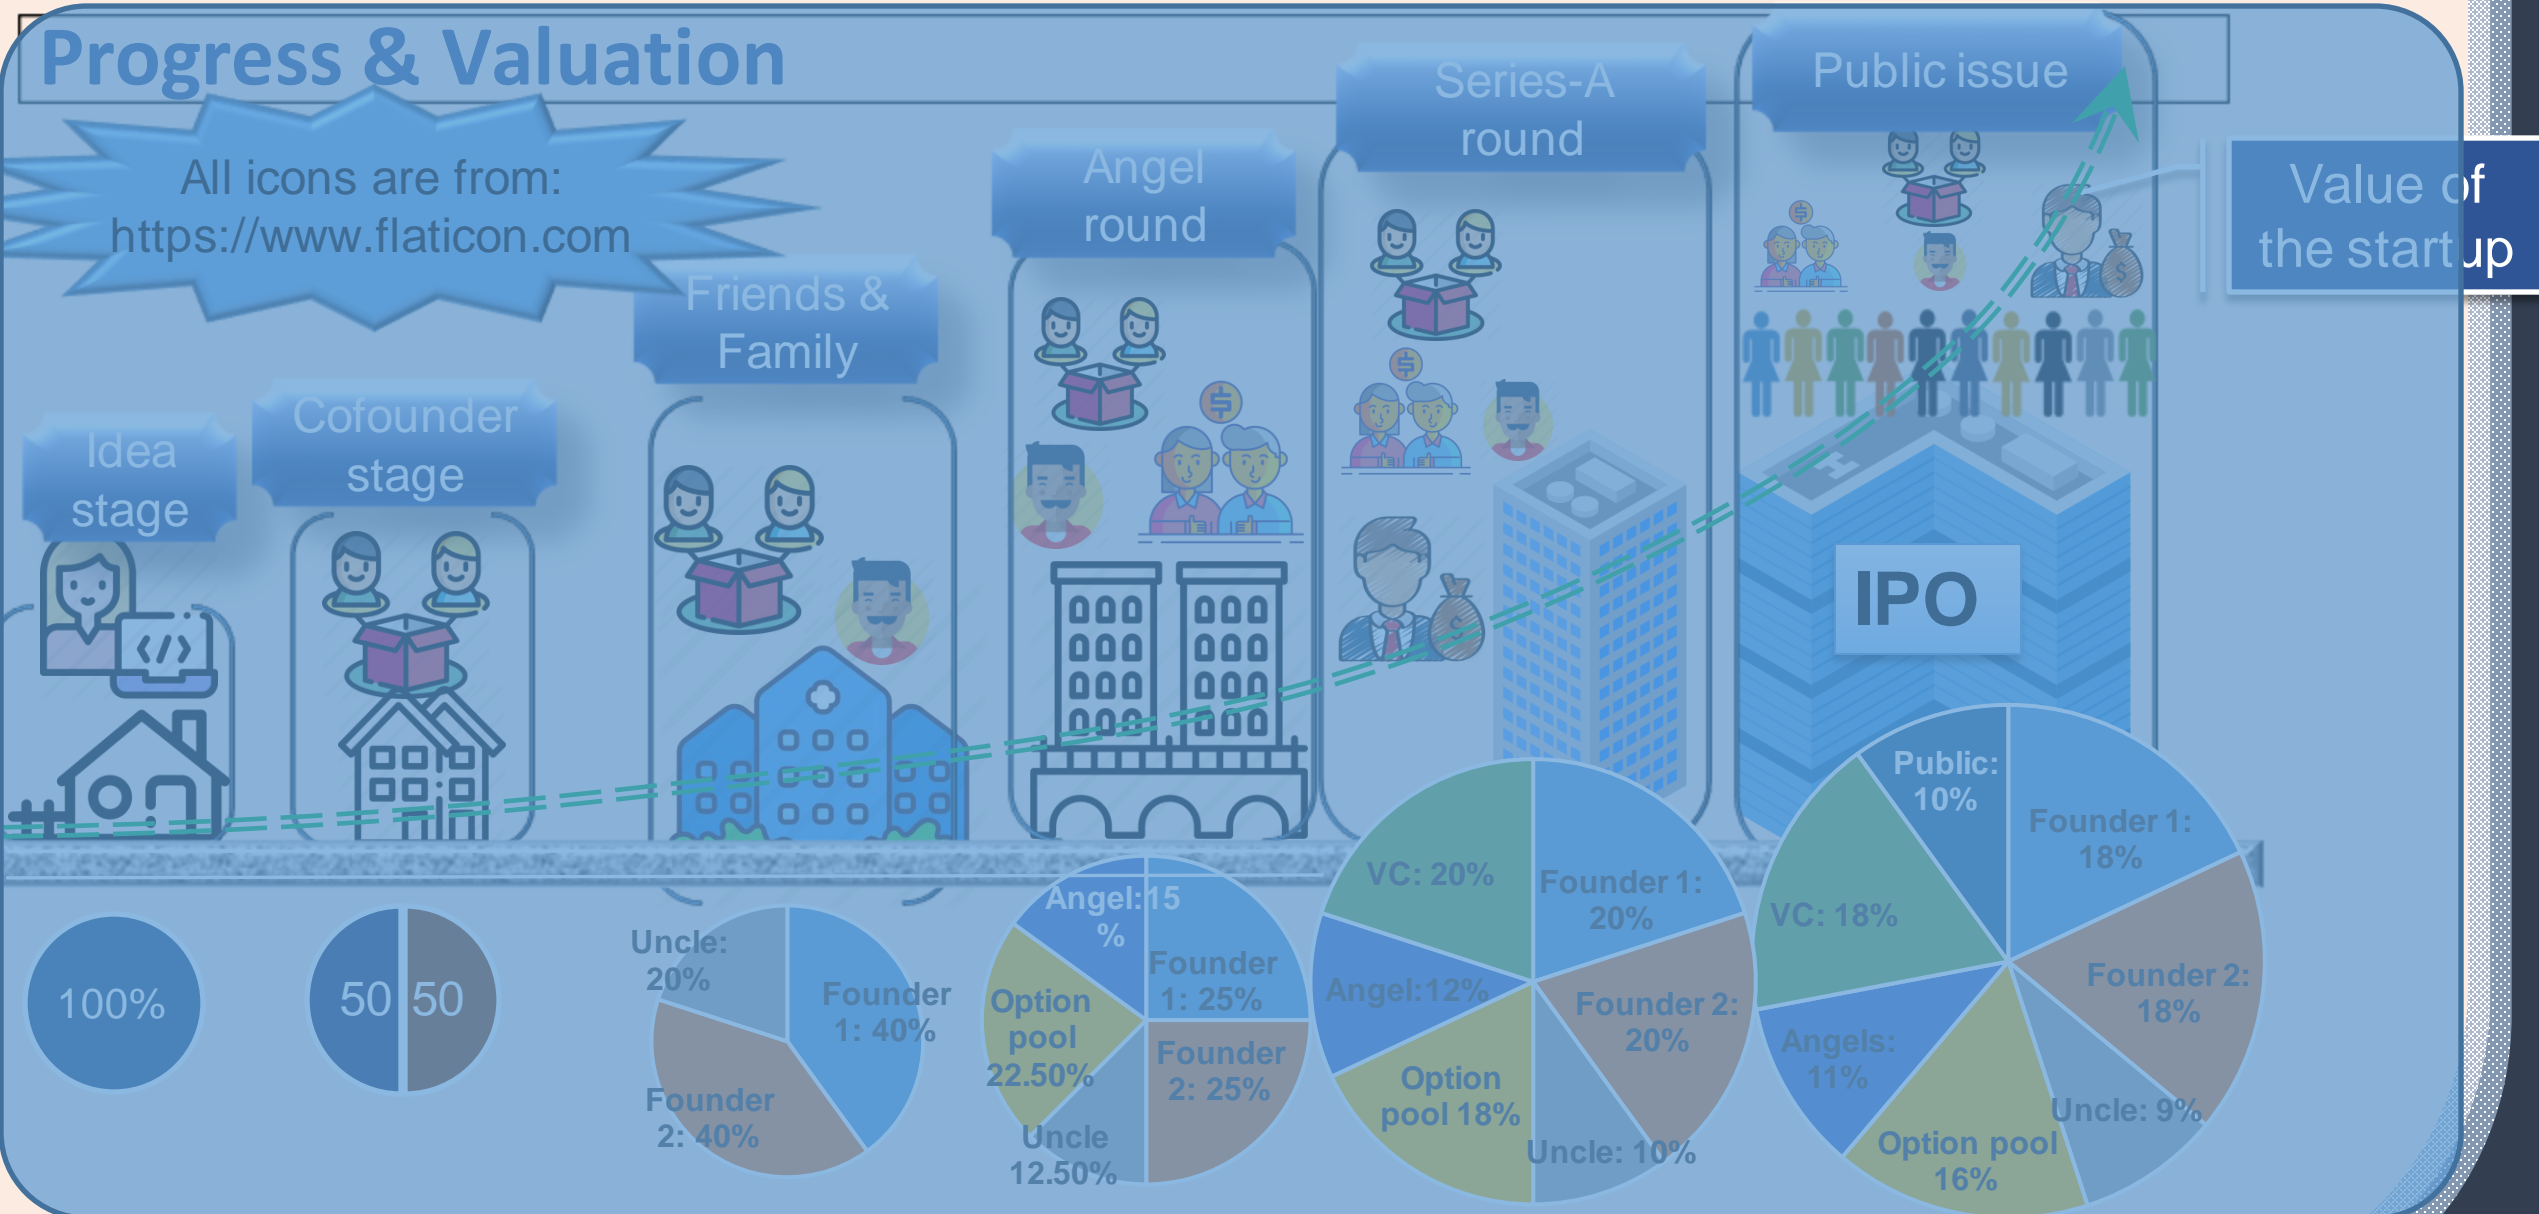 Progress & Valuation
All icons are from:
https://www.flaticon.com
Idea
stage
Cofounder
stage
Friends &
Family
Angel
round
Series-A
round
Public issue
Value of
the startup
IPO
100%
50
50
Uncle:
20%
Founder
1: 40%
Founder
2: 40%
Angel:15
%
Founder
1: 25%
Option
pool
22.50%
Founder
2: 25%
Uncle
12.50%
VC: 20%
Founder 1:
20%
Angel:12%
Founder 2:
20%
Option
pool 18%
Uncle: 10%
Public:
10%
Founder 1:
18%
VC: 18%
Founder 2:
18%
Angels:
11%
Uncle: 9%
Option pool
16%